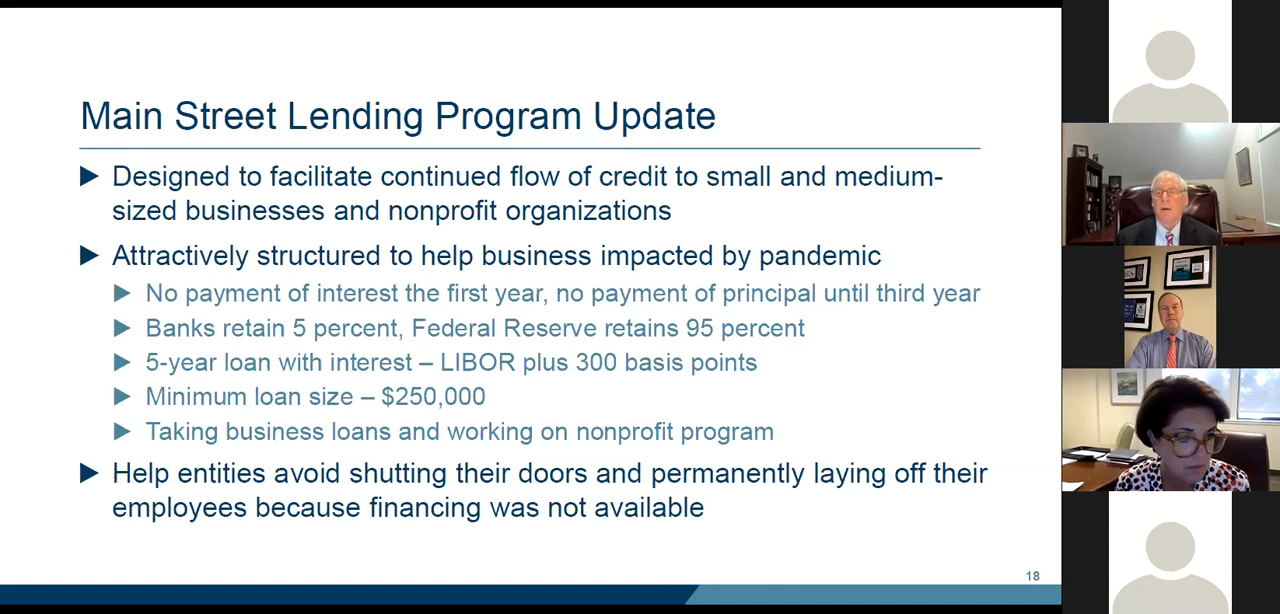 Main Street Lending Program Update
Designed to facilitate continued flow of credit to small and medium-
sized businesses and nonprofit organizations
Attractively structured to help business impacted by pandemic
No payment of interest the first year, no payment of principal until third year
Banks retain 5 percent, Federal Reserve retains 95 percent
5-year loan with interest – LIBOR plus 300 basis points
Minimum loan size – $250,000
Taking business loans and working on nonprofit program
Help entities avoid shutting their doors and permanently laying off their
employees because financing was not available
18